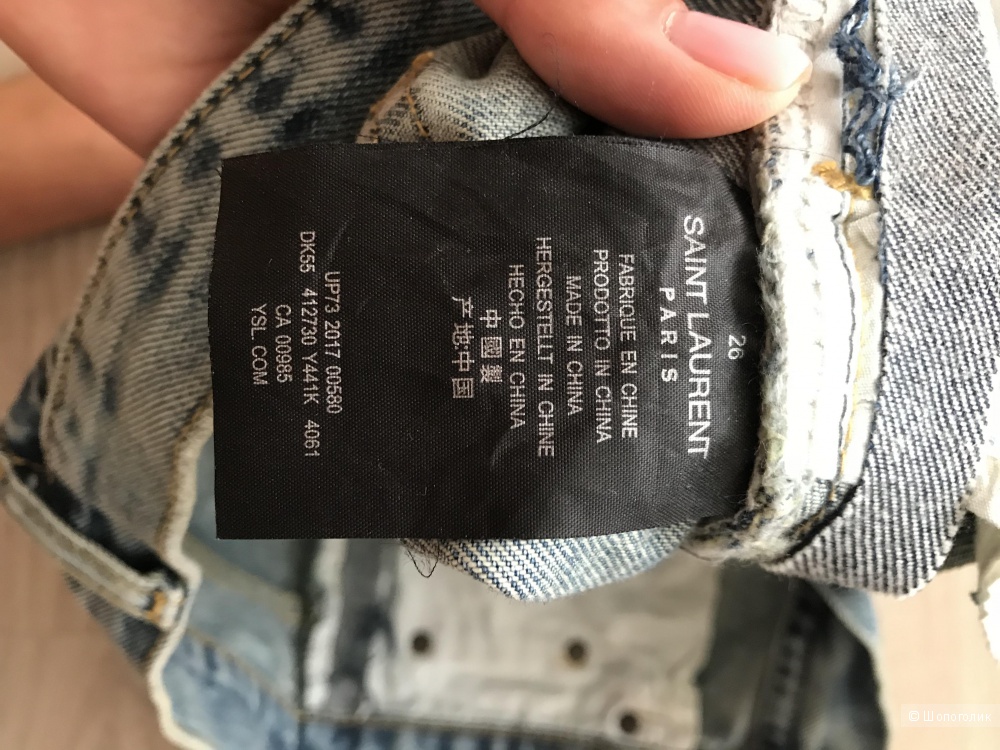 26
SAINT LAURENT
PARIS
FABRIQUE EN CHINE
PRODOTTO IN CHINA
MADE IN CHINA
HERGESTELLT IN CHINE
HECHO EN CHINA
中國製
产地:中国
UP73 2017 00580
DK55 412730 Y441K 4061
CA 00985
YSL.COM
© Шопоголик